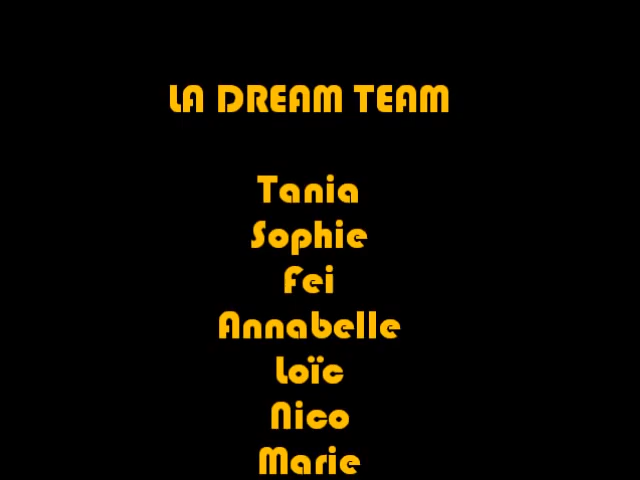 LA DREAM TEAM
Tania
Sophie
Fei
Annabelle
Loïc
Nico
Marie